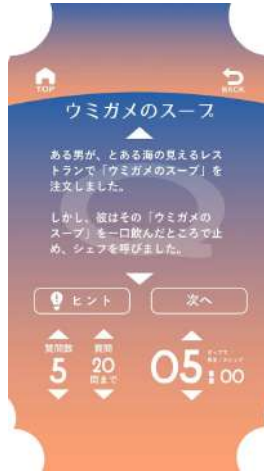 TOP
BACK
ウミガメのスープ
ある男が、とある海の見えるレス
トランで「ウミガメのスープ」を
注文しました。
しかし、彼はその「ウミガメの
スープ」を一口飲んだところで止
め、シェフを呼びました。
ヒント
次へ
質問数
5
質問
20
問まで
05
:00